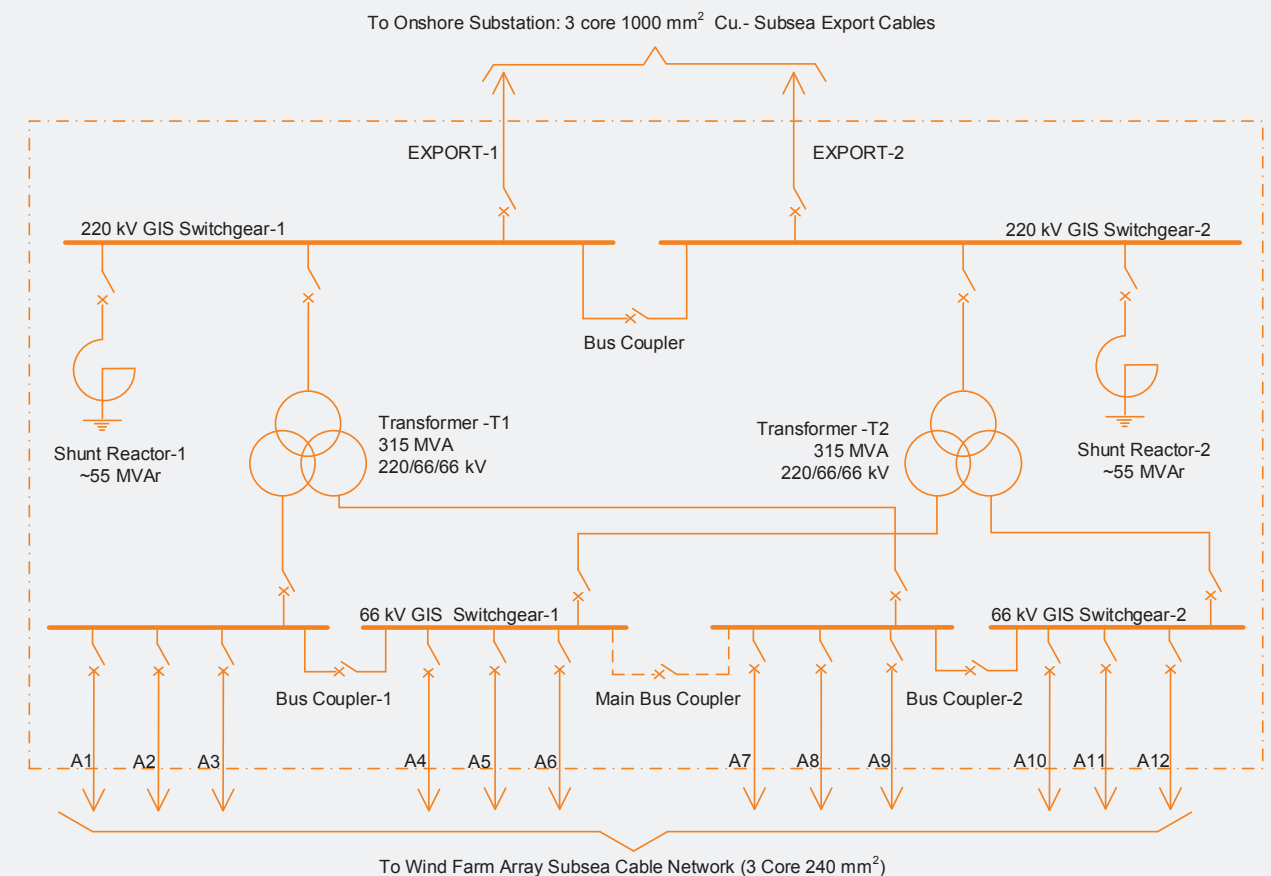 To Onshore Substation: 3 core 1000 mm² Cu.- Subsea Export Cables
EXPORT-1
EXPORT-2
220 kV GIS Switchgear-1
220 kV GIS Switchgear-2
Bus Coupler
Shunt Reactor-1
~55 MVAr
Transformer -T1
315 MVA
220/66/66 kV
Transformer -T2
315 MVA
220/66/66 kV
Shunt Reactor-2
~55 MVAr
66 kV GIS Switchgear-1
66 kV GIS Switchgear-2
Bus Coupler-1
Main Bus Coupler
Bus Coupler-2
A1
A2
A3
A4
A5
A6
A7
A8
A9
A10
A11
A12
To Wind Farm Array Subsea Cable Network (3 Core 240 mm²)